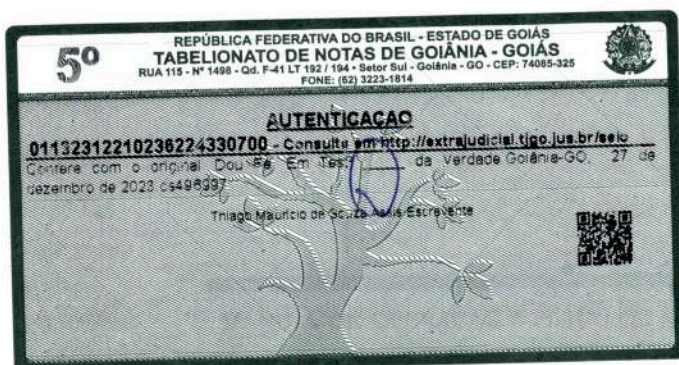 5º
REPÚBLICA FEDERATIVA DO BRASIL - ESTADO DE GOIÁS
TABELIONATO DE NOTAS DE GOIÂNIA - GOIÁS
RUA 115 - Nº 1498 - Qd. F-41 LT 192 / 194 • Setor Sul - Goiânia - GO - CEP: 74085-325
FONE: (62) 3223-1814
AUTENTICAÇAO
01132312210236224330700 - Consulte em http://extrajudicial.tjgo.jus.br/selo
Confere com o original Dou Fé. Em Test° da Verdade Goiânia-GO, 27 de
dezembro de 2023 cs496997
Thiago Mauricio de Souza Assis Escrevente